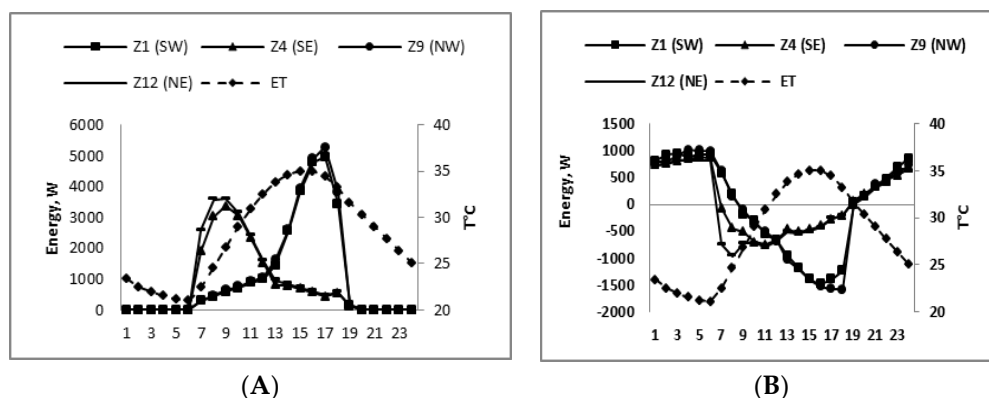 Z1 (SW) Z4 (SE) Z9 (NW)
Z12 (NE) ET
Energy, W
6000
5000
4000
3000
2000
1000
0
40
35
30
25
20
T°C
1 3 5 7 9 11 13 15 17 19 21 23
(A)
Z1 (SW) Z4 (SE) Z9 (NW)
Z12 (NE) ET
Energy, W
1500
1000
500
0
-500
-1000
-1500
-2000
40
35
30
25
20
T°C
1 3 5 7 9 11 13 15 17 19 21 23
(B)